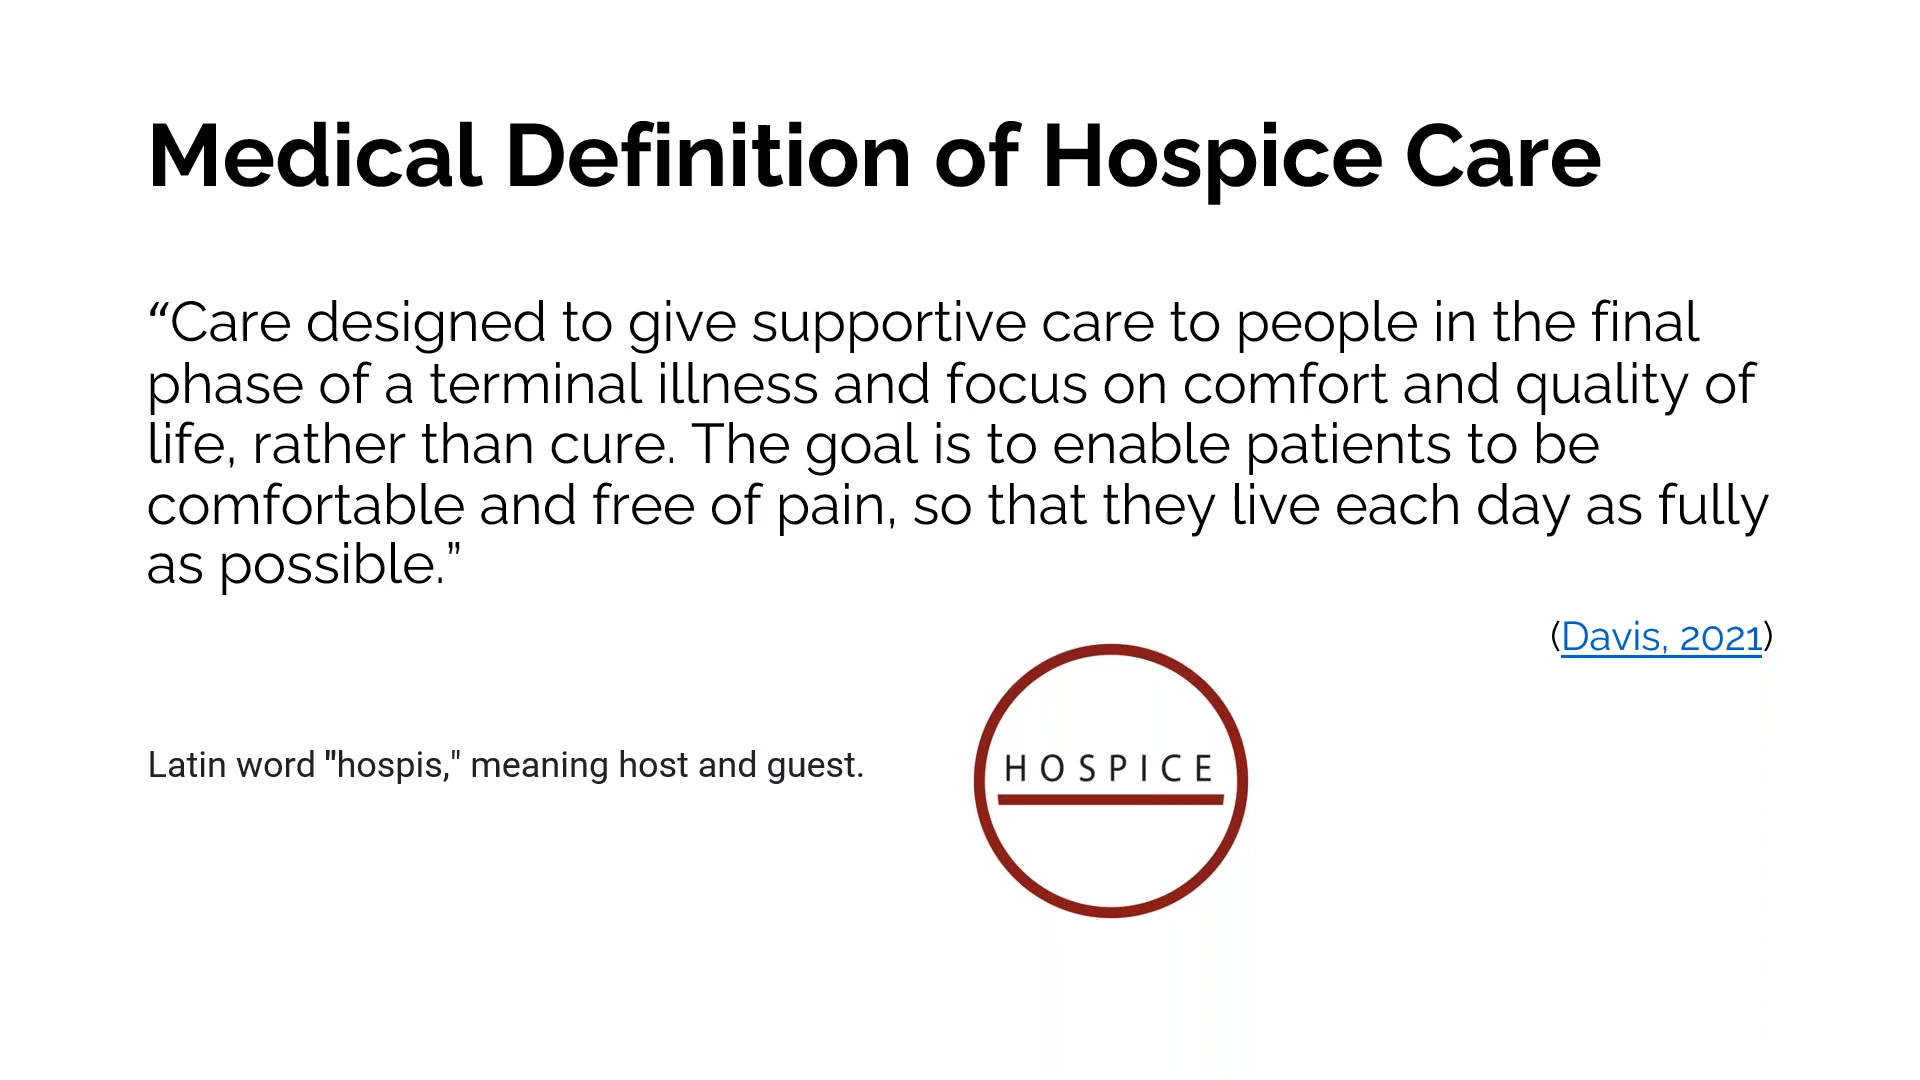 Medical Definition of Hospice Care
“Care designed to give supportive care to people in the final
phase of a terminal illness and focus on comfort and quality of
life, rather than cure. The goal is to enable patients to be
comfortable and free of pain, so that they live each day as fully
as possible.”
(Davis, 2021)
Latin word "hospis," meaning host and guest.
HOSPICE